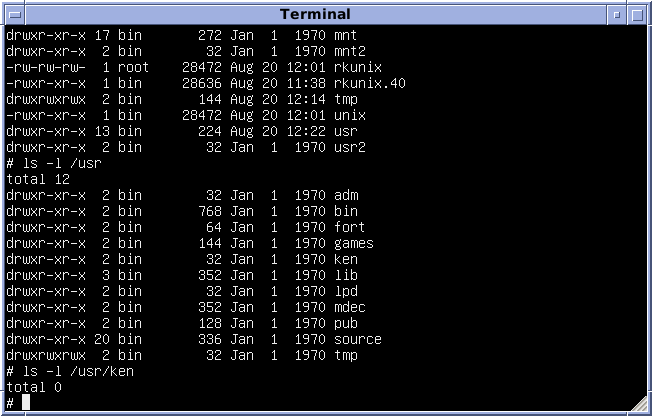 Terminal
drwxr-xr-x 17 bin       272 Jan  1  1970 mnt
drwxr-xr-x  2 bin        32 Jan  1  1970 mnt2
-rw-rw-rw-  1 root    28472 Aug 20 12:01 rkunix
-rwxr-xr-x  1 bin     28636 Aug 20 11:38 rkunix.40
drwxrwxrwx  2 bin       144 Aug 20 12:14 tmp
-rwxr-xr-x  1 bin     28472 Aug 20 12:01 unix
drwxr-xr-x 13 bin       224 Aug 20 12:22 usr
drwxr-xr-x  2 bin        32 Jan  1  1970 usr2
# ls -l /usr
total 12
drwxr-xr-x  2 bin        32 Jan  1  1970 adm
drwxr-xr-x  2 bin       768 Jan  1  1970 bin
drwxr-xr-x  2 bin        64 Jan  1  1970 fort
drwxr-xr-x  2 bin       144 Jan  1  1970 games
drwxr-xr-x  2 bin        32 Jan  1  1970 ken
drwxr-xr-x  3 bin       352 Jan  1  1970 lib
drwxr-xr-x  2 bin        32 Jan  1  1970 lpd
drwxr-xr-x  2 bin       352 Jan  1  1970 mdec
drwxr-xr-x  2 bin       128 Jan  1  1970 pub
drwxr-xr-x 20 bin       336 Jan  1  1970 source
drwxrwxrwx  2 bin        32 Jan  1  1970 tmp
# ls -l /usr/ken
total 0
#